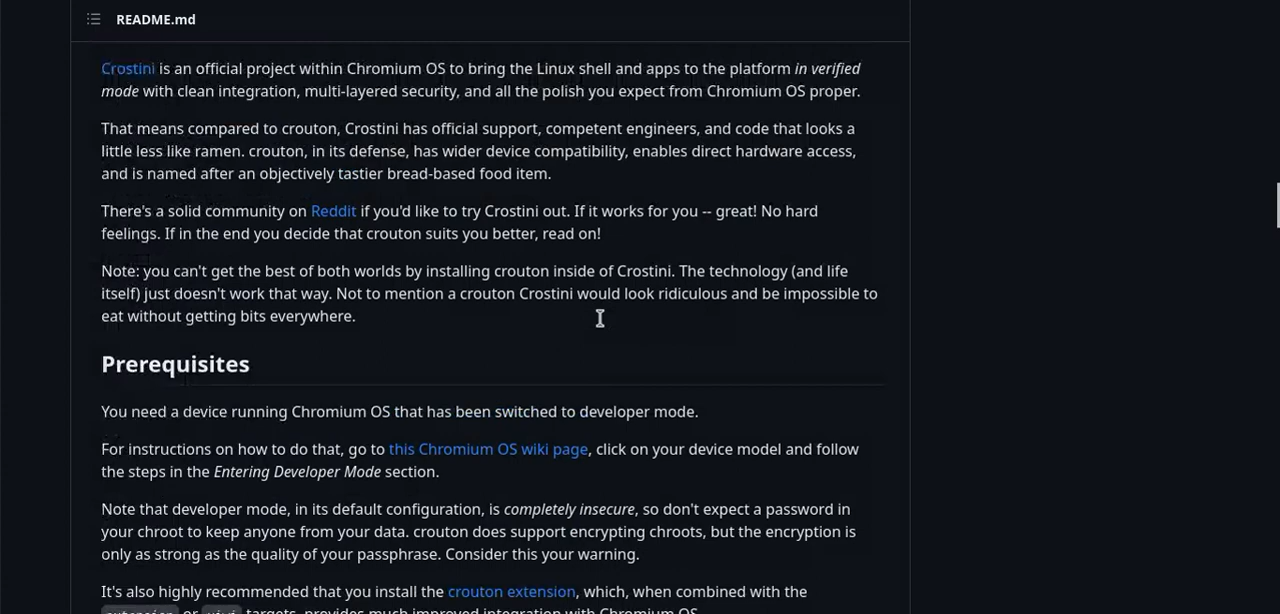 README.md
Crostini is an official project within Chromium OS to bring the Linux shell and apps to the platform in verified
mode with clean integration, multi-layered security, and all the polish you expect from Chromium OS proper.
That means compared to crouton, Crostini has official support, competent engineers, and code that looks a
little less like ramen. crouton, in its defense, has wider device compatibility, enables direct hardware access,
and is named after an objectively tastier bread-based food item.
There's a solid community on Reddit if you'd like to try Crostini out. If it works for you -- great! No hard
feelings. If in the end you decide that crouton suits you better, read on!
Note: you can't get the best of both worlds by installing crouton inside of Crostini. The technology (and life
itself) just doesn't work that way. Not to mention a crouton Crostini would look ridiculous and be impossible to
eat without getting bits everywhere.
Prerequisites
You need a device running Chromium OS that has been switched to developer mode.
For instructions on how to do that, go to this Chromium OS wiki page, click on your device model and follow
the steps in the Entering Developer Mode section.
Note that developer mode, in its default configuration, is completely insecure, so don't expect a password in
your chroot to keep anyone from your data. crouton does support encrypting chroots, but the encryption is
only as strong as the quality of your passphrase. Consider this your warning.
It's also highly recommended that you install the crouton extension, which, when combined with the
extension or xiwi targets, provides much improved integration with Chromium OS.